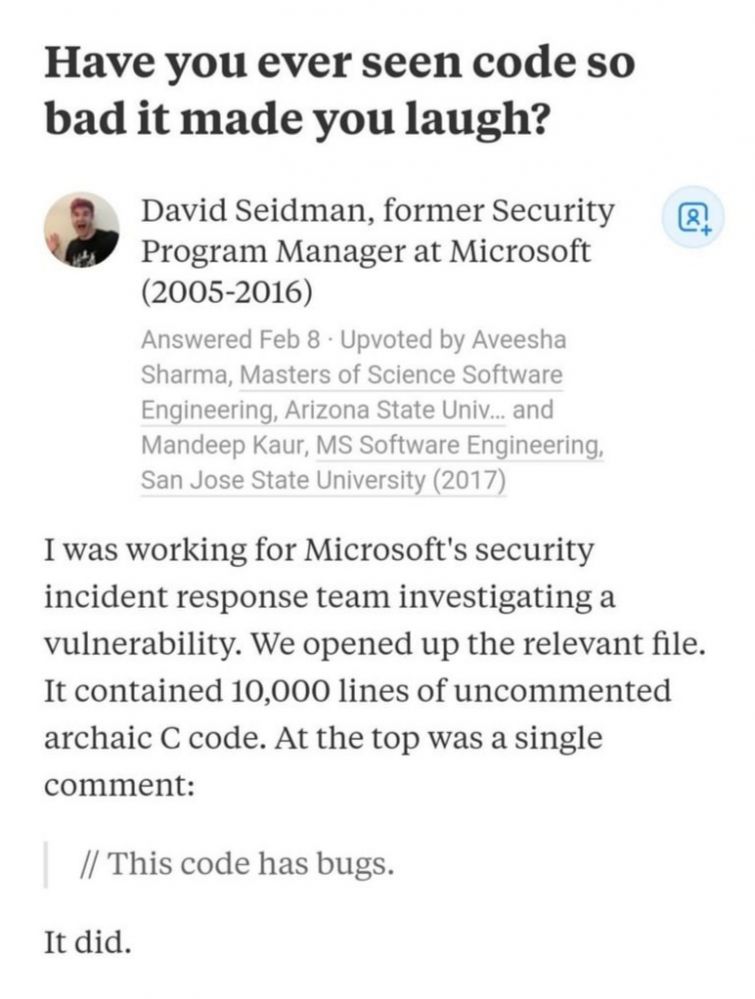 Have you ever seen code so
bad it made you laugh?
David Seidman, former Security
Program Manager at Microsoft
(2005-2016)
Answered Feb 8 · Upvoted by Aveesha
Sharma, Masters of Science Software
Engineering, Arizona State Univ... and
Mandeep Kaur, MS Software Engineering,
San Jose State University (2017)
I was working for Microsoft's security
incident response team investigating a
vulnerability. We opened up the relevant file.
It contained 10,000 lines of uncommented
archaic C code. At the top was a single
comment:
// This code has bugs.
It did.